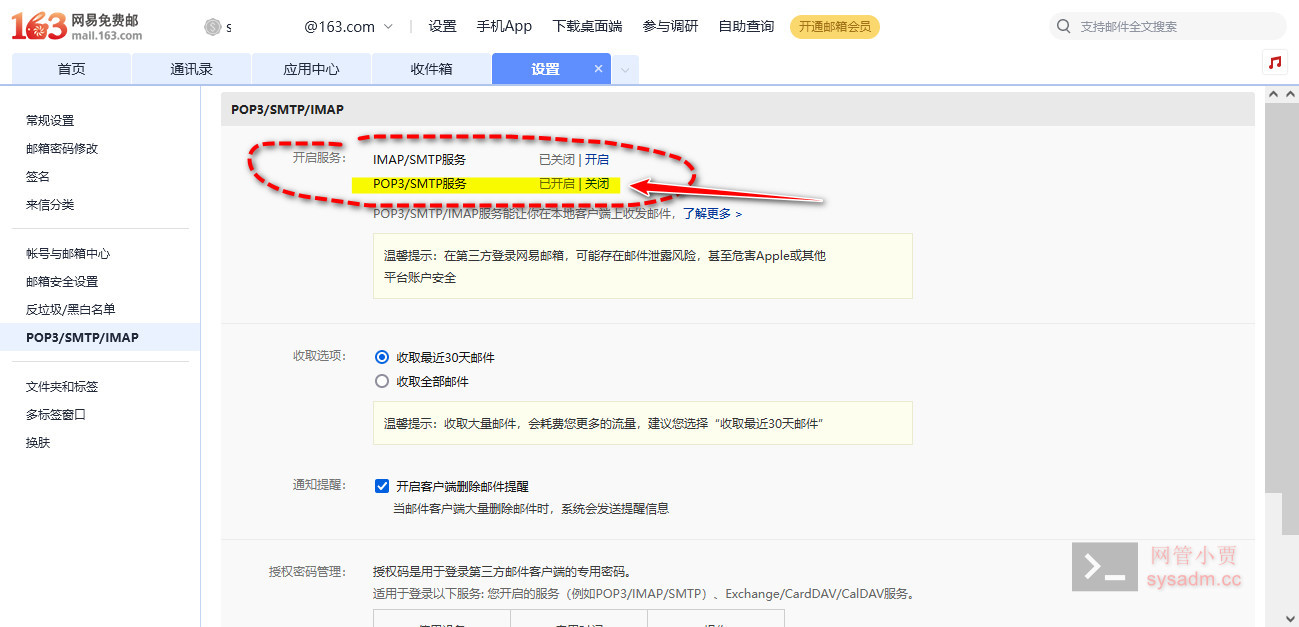 163 网易免费邮
mail.163.com
s @163.com 设置 手机App 下载桌面端 参与调研 自助查询 开通邮箱会员 支持邮件全文搜索
首页 通讯录 应用中心 收件箱 设置
常规设置
邮箱密码修改
签名
来信分类
帐号与邮箱中心
邮箱安全设置
反垃圾/黑白名单
POP3/SMTP/IMAP
文件夹和标签
多标签窗口
换肤
POP3/SMTP/IMAP
开启服务： IMAP/SMTP服务 已关闭 | 开启
POP3/SMTP服务 已开启 | 关闭
POP3/SMTP/IMAP服务能让你在本地客户端上收发邮件，了解更多 >
温馨提示：在第三方登录网易邮箱，可能存在邮件泄露风险，甚至危害Apple或其他
平台账户安全
收取选项： 收取最近30天邮件
收取全部邮件
温馨提示：收取大量邮件，会耗费您更多的流量，建议您选择“收取最近30天邮件”
通知提醒： 开启客户端删除邮件提醒
当邮件客户端大量删除邮件时，系统会发送提醒信息
授权密码管理： 授权码是用于登录第三方邮件客户端的专用密码。
适用于登录以下服务: 您开启的服务（例如POP3/IMAP/SMTP）、Exchange/CardDAV/CalDAV服务。
网管小贾
sysadm.cc